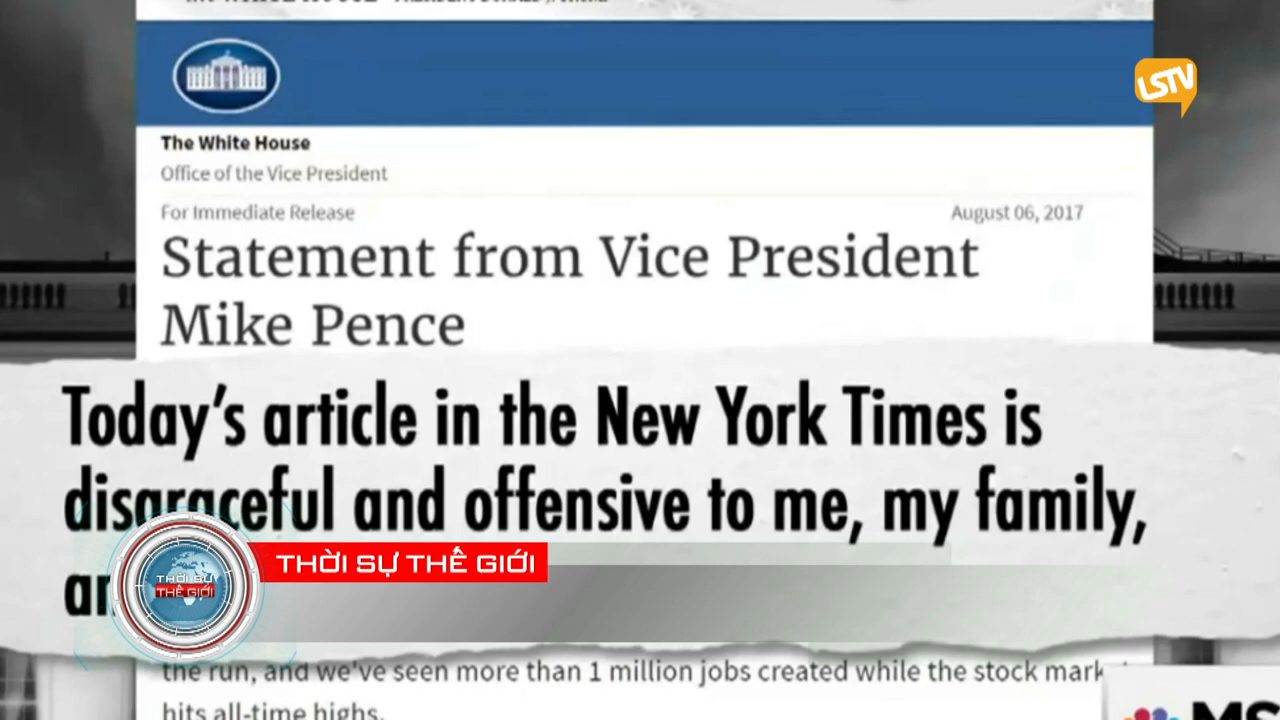 LSTV
The White House
Office of the Vice President
For Immediate Release
August 06, 2017
Statement from Vice President
Mike Pence
Today's article in the New York Times is
disgraceful and offensive to me, my family,
THỜI SỰ THẾ GIỚI
THỜI SỰ
THẾ GIỚI
the run, and we've seen more than 1 million jobs created while the stock
hits all-time highs.